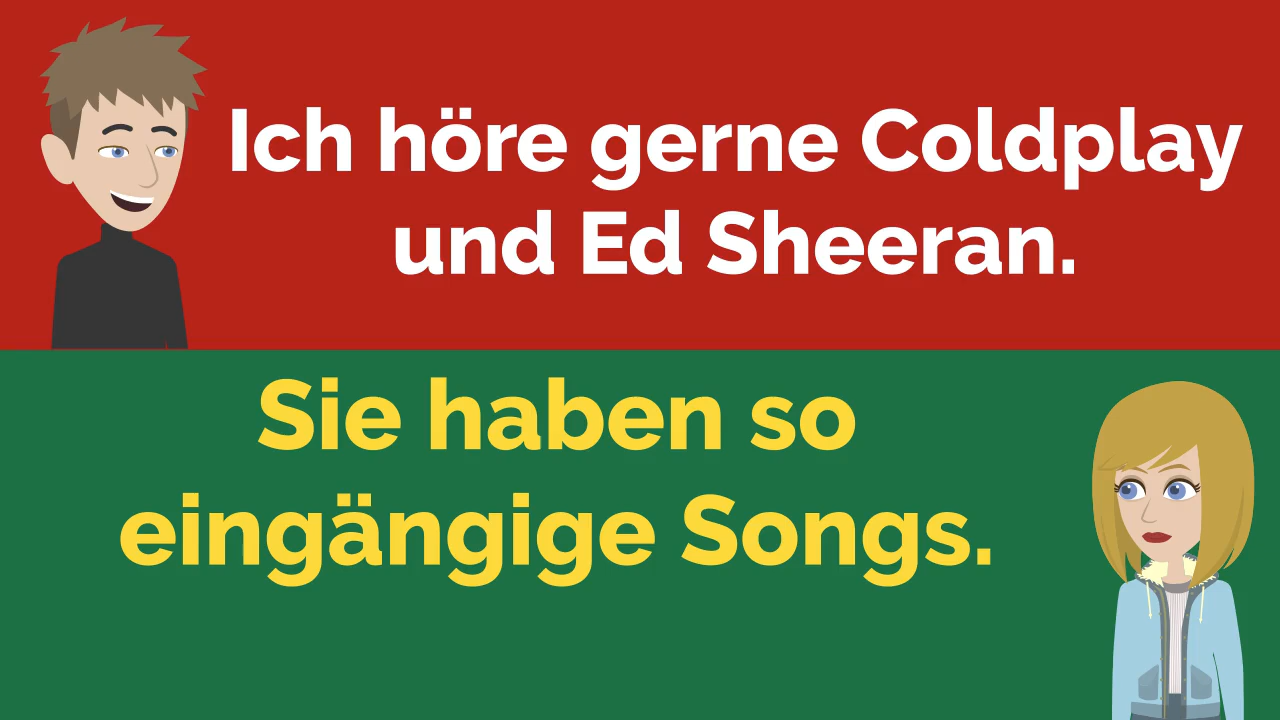 Ich höre gerne Coldplay
und Ed Sheeran.
Sie haben so
eingängige Songs.